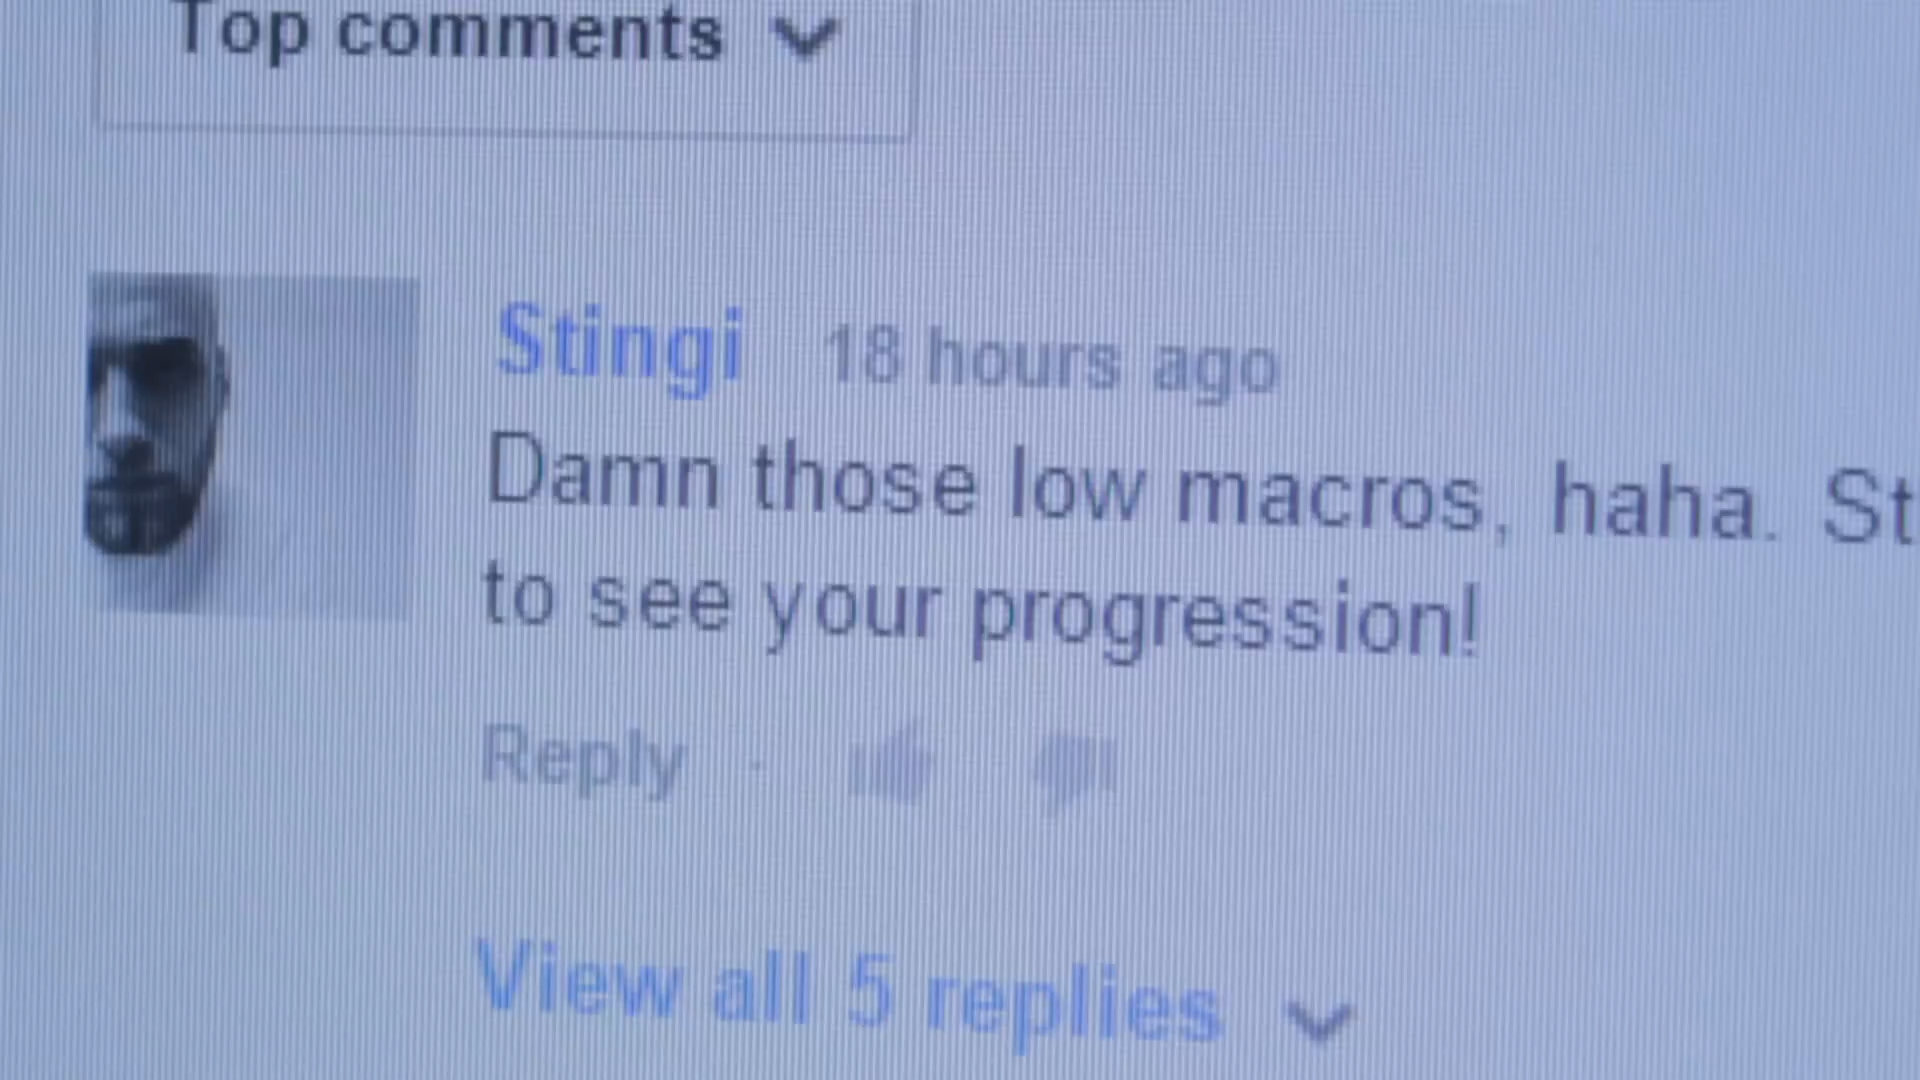 Top comments
Stingi 18 hours ago
Damn those low macros, haha.
to see your progression!
Reply
View all 5 replies